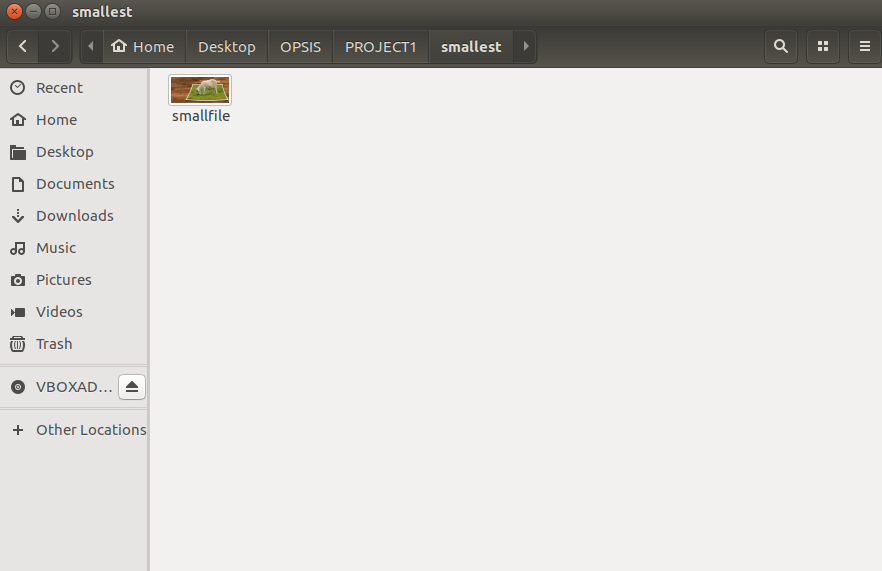 smallest
Home Desktop OPSIS PROJECT1 smallest
Recent
Home
Desktop
Documents
Downloads
Music
Pictures
Videos
Trash
VBOXAD...
Other Locations
smallfile